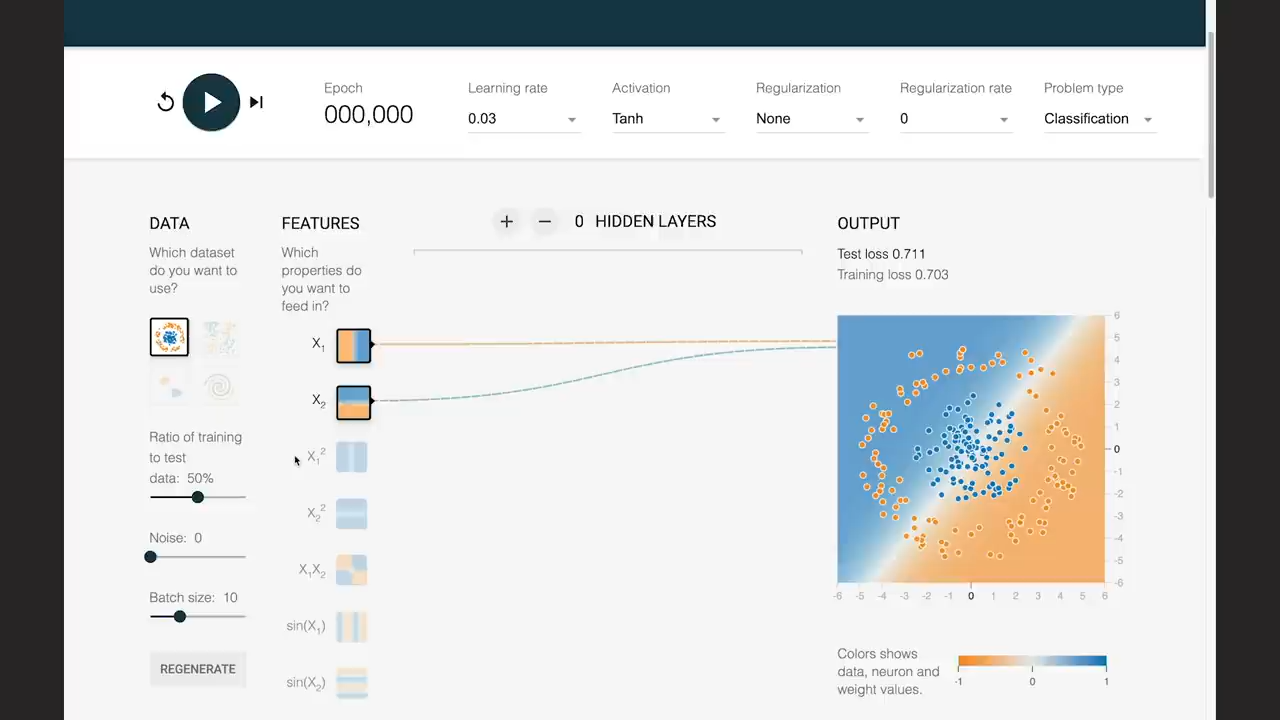 Epoch
000,000
Learning rate
0.03
Activation
Tanh
Regularization
None
Regularization rate
0
Problem type
Classification
DATA
Which dataset
do you want to
use?
Ratio of training
to test
data: 50%
Noise: 0
Batch size: 10
REGENERATE
FEATURES
Which
properties do
you want to
feed in?
X₁
X₂
X₁²
X₂²
X₁X₂
sin(X₁)
sin(X₂)
+ − 0 HIDDEN LAYERS
OUTPUT
Test loss 0.711
Training loss 0.703
6
5
4
3
2
1
0
-1
-2
-3
-4
-5
-6
-6 -5 -4 -3 -2 -1 0 1 2 3 4 5 6
Colors shows
data, neuron and
weight values.
-1 0 1